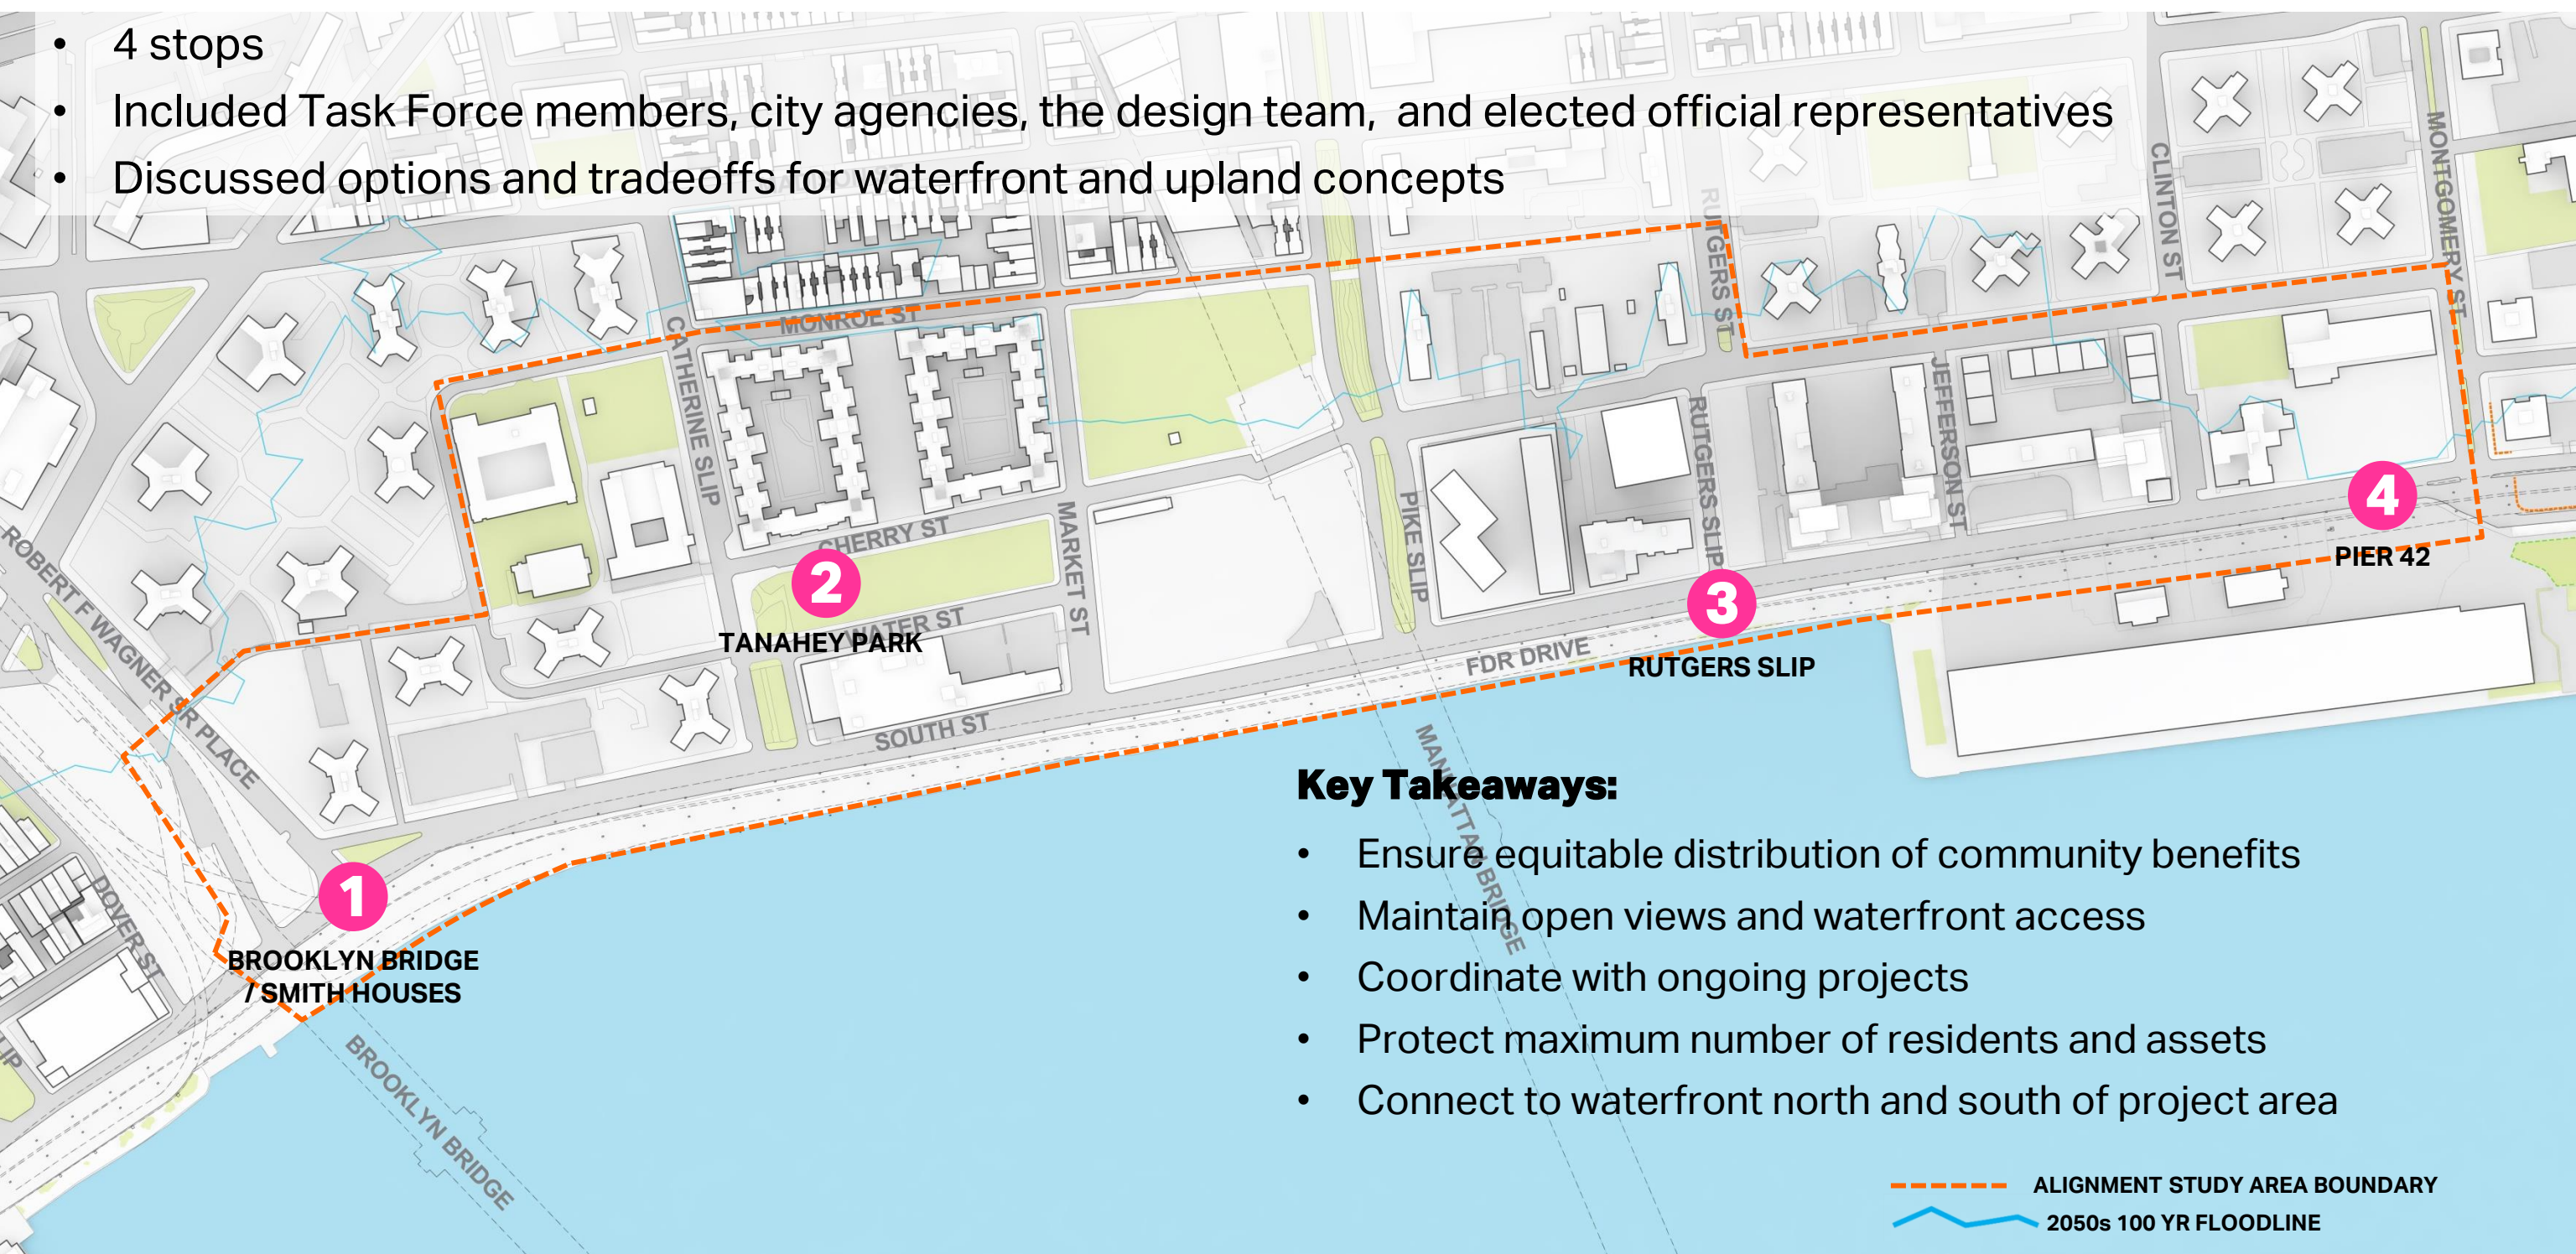 • 4 stops
• Included Task Force members, city agencies, the design team, and elected official representatives
• Discussed options and tradeoffs for waterfront and upland concepts
RUTGERS ST
CLINTON ST
MONTGOMERY ST
MONROE ST
CATHERINE SLIP
CHERRY ST
MARKET ST
PIKE SLIP
RUTGERS SLIP
JEFFERSON ST
4
PIER 42
2
TANAHEY PARK
WATER ST
3
RUTGERS SLIP
FDR DRIVE
SOUTH ST
ROBERT F WAGNER SR PLACE
DOVER ST
1
BROOKLYN BRIDGE
/ SMITH HOUSES
BROOKLYN BRIDGE
MANHATTAN BRIDGE
Key Takeaways:
• Ensure equitable distribution of community benefits
• Maintain open views and waterfront access
• Coordinate with ongoing projects
• Protect maximum number of residents and assets
• Connect to waterfront north and south of project area
ALIGNMENT STUDY AREA BOUNDARY
2050s 100 YR FLOODLINE